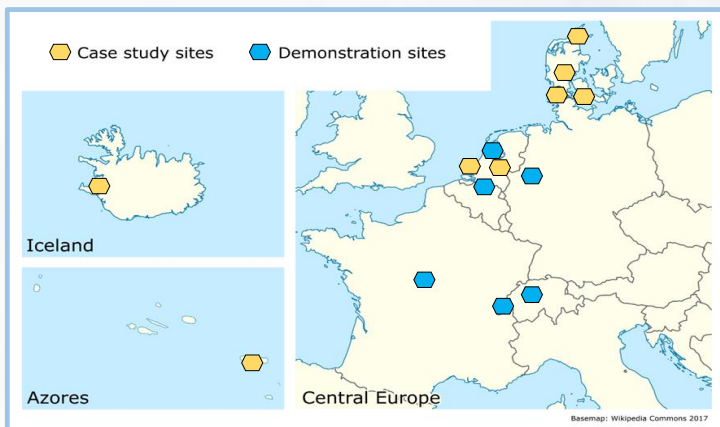 Case study sites
Demonstration sites
Iceland
Azores
Central Europe
Basemap: Wikipedia Commons 2017